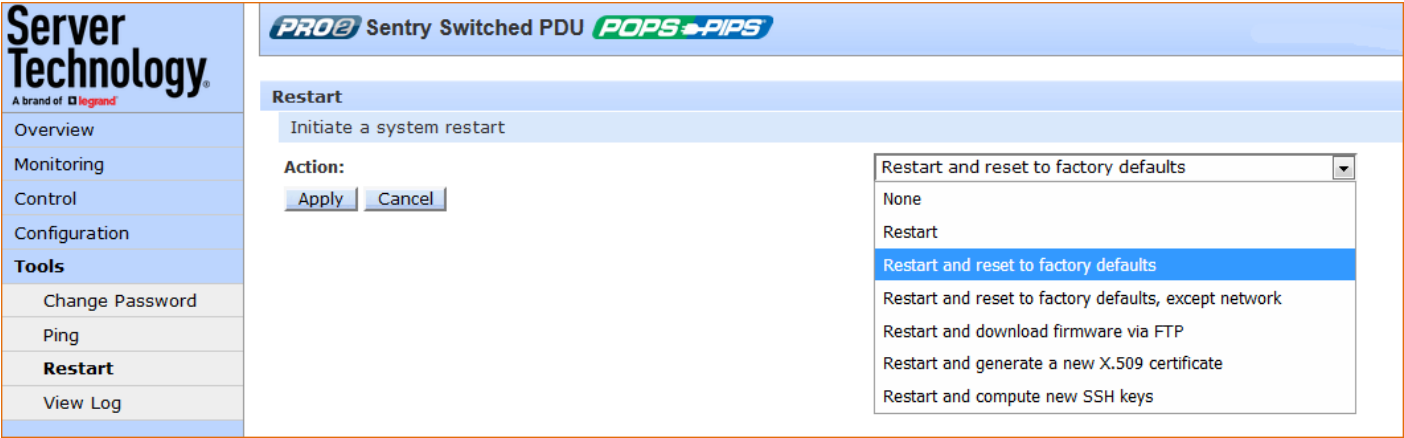 Server
Technology®
A brand of legrand®
PRO2 Sentry Switched PDU POPS PIPS®
Overview
Monitoring
Control
Configuration
Tools
Change Password
Ping
Restart
View Log
Restart
Initiate a system restart
Action:
Restart and reset to factory defaults
Apply
Cancel
None
Restart
Restart and reset to factory defaults
Restart and reset to factory defaults, except network
Restart and download firmware via FTP
Restart and generate a new X.509 certificate
Restart and compute new SSH keys